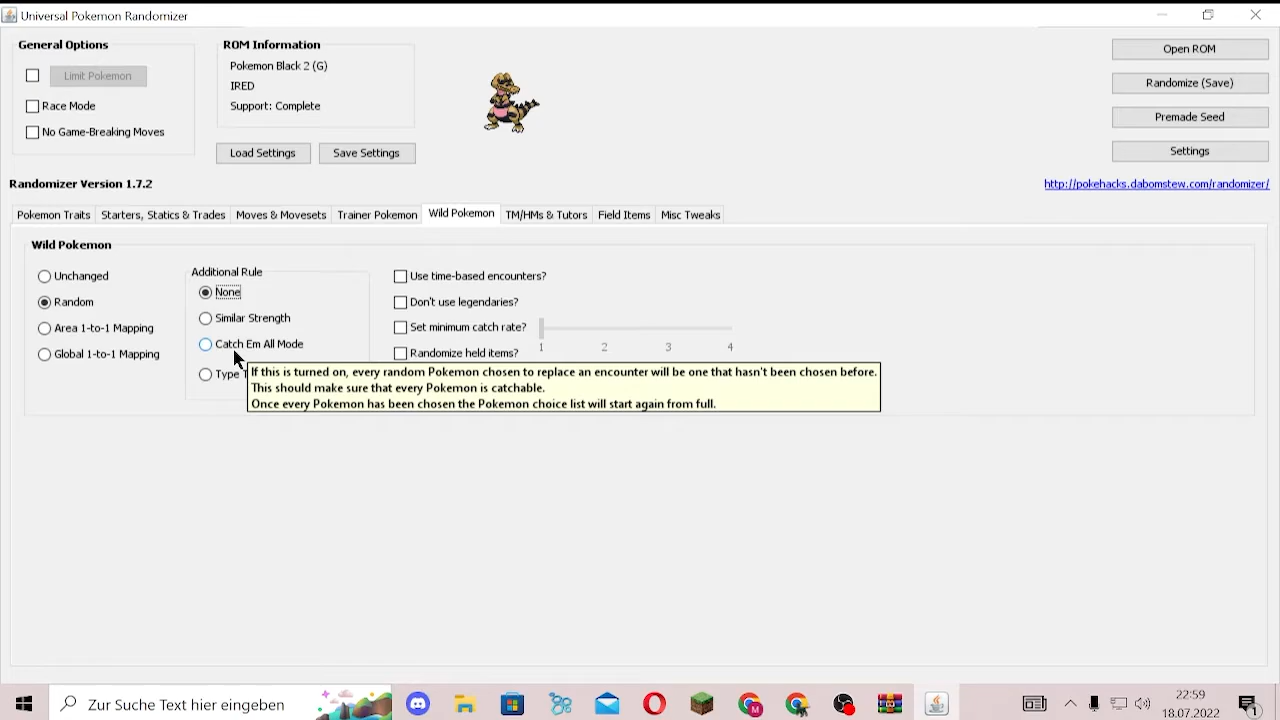 Universal Pokemon Randomizer
General Options
Limit Pokemon
Race Mode
No Game-Breaking Moves
ROM Information
Pokemon Black 2 (G)
IRED
Support: Complete
Load Settings
Save Settings
Open ROM
Randomize (Save)
Premade Seed
Settings
Randomizer Version 1.7.2
http://pokehacks.dabomstew.com/randomizer/
Pokemon Traits
Starters, Statics & Trades
Moves & Movesets
Trainer Pokemon
Wild Pokemon
TM/HMs & Tutors
Field Items
Misc Tweaks
Wild Pokemon
Unchanged
Random
Area 1-to-1 Mapping
Global 1-to-1 Mapping
Additional Rule
None
Similar Strength
Catch Em All Mode
Type
Use time-based encounters?
Don't use legendaries?
Set minimum catch rate?
1 2 3 4
Randomize held items?
If this is turned on, every random Pokemon chosen to replace an encounter will be one that hasn't been chosen before.
This should make sure that every Pokemon is catchable.
Once every Pokemon has been chosen the Pokemon choice list will start again from full.
Zur Suche Text hier eingeben
22:59
18.07.2022
1